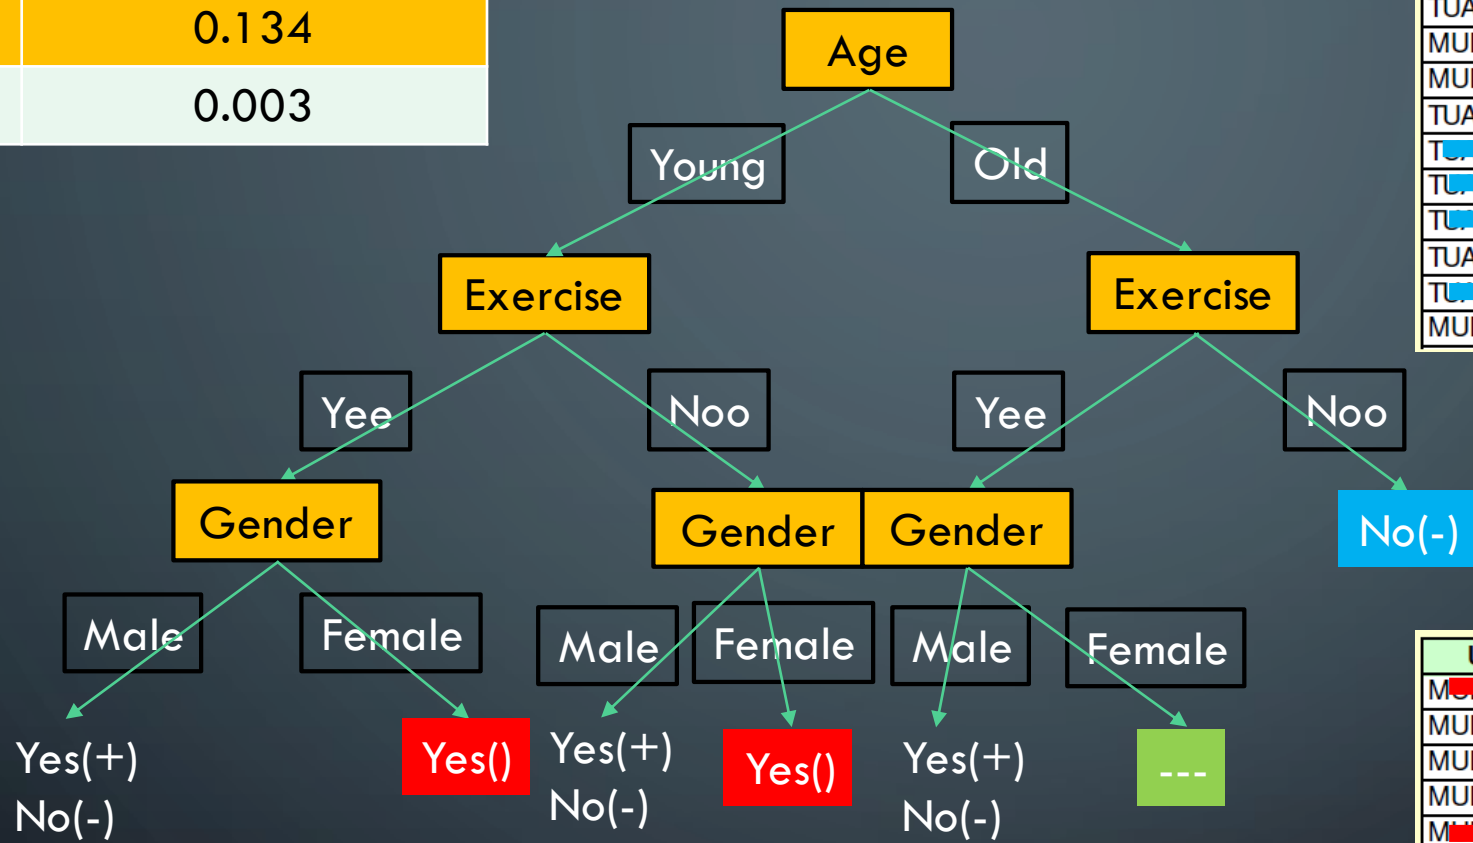 0.134
0.003
Age
Young
Old
Exercise
Exercise
Yee
Noo
Yee
Noo
Gender
Gender
Gender
No(-)
Male
Female
Male
Female
Male
Female
Yes(+)
No(-)
Yes()
Yes(+)
No(-)
Yes()
Yes(+)
No(-)
---